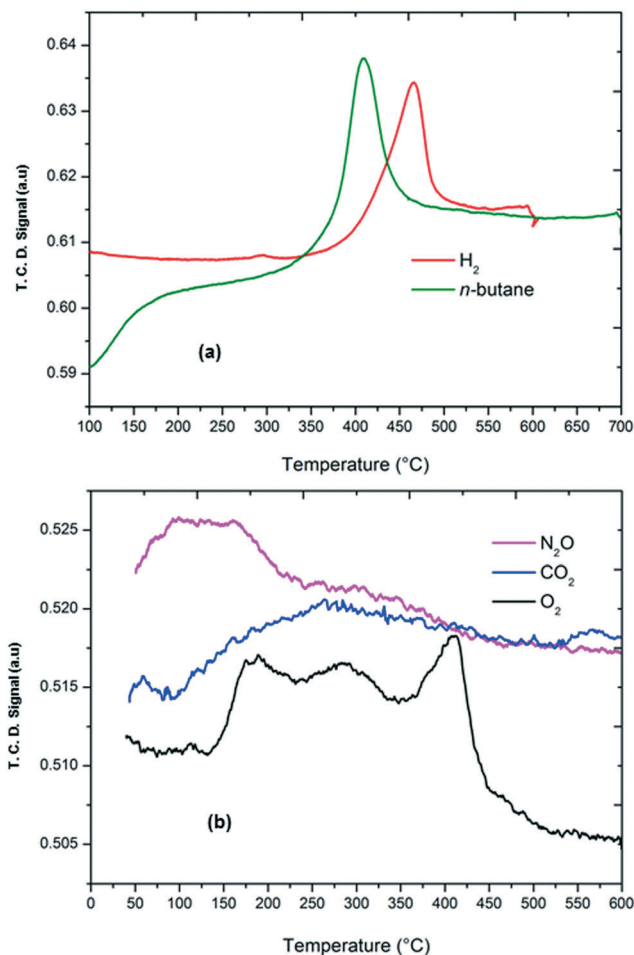 0.64
0.63
0.62
0.61
0.60
0.59
T. C. D. Signal (a.u)
H₂
n-butane
(a)
100 150 200 250 300 350 400 450 500 550 600 650 700
Temperature (°C)
0.525
0.520
0.515
0.510
0.505
T. C. D. Signal (a.u)
N₂O
CO₂
O₂
(b)
0 50 100 150 200 250 300 350 400 450 500 550 600
Temperature (°C)